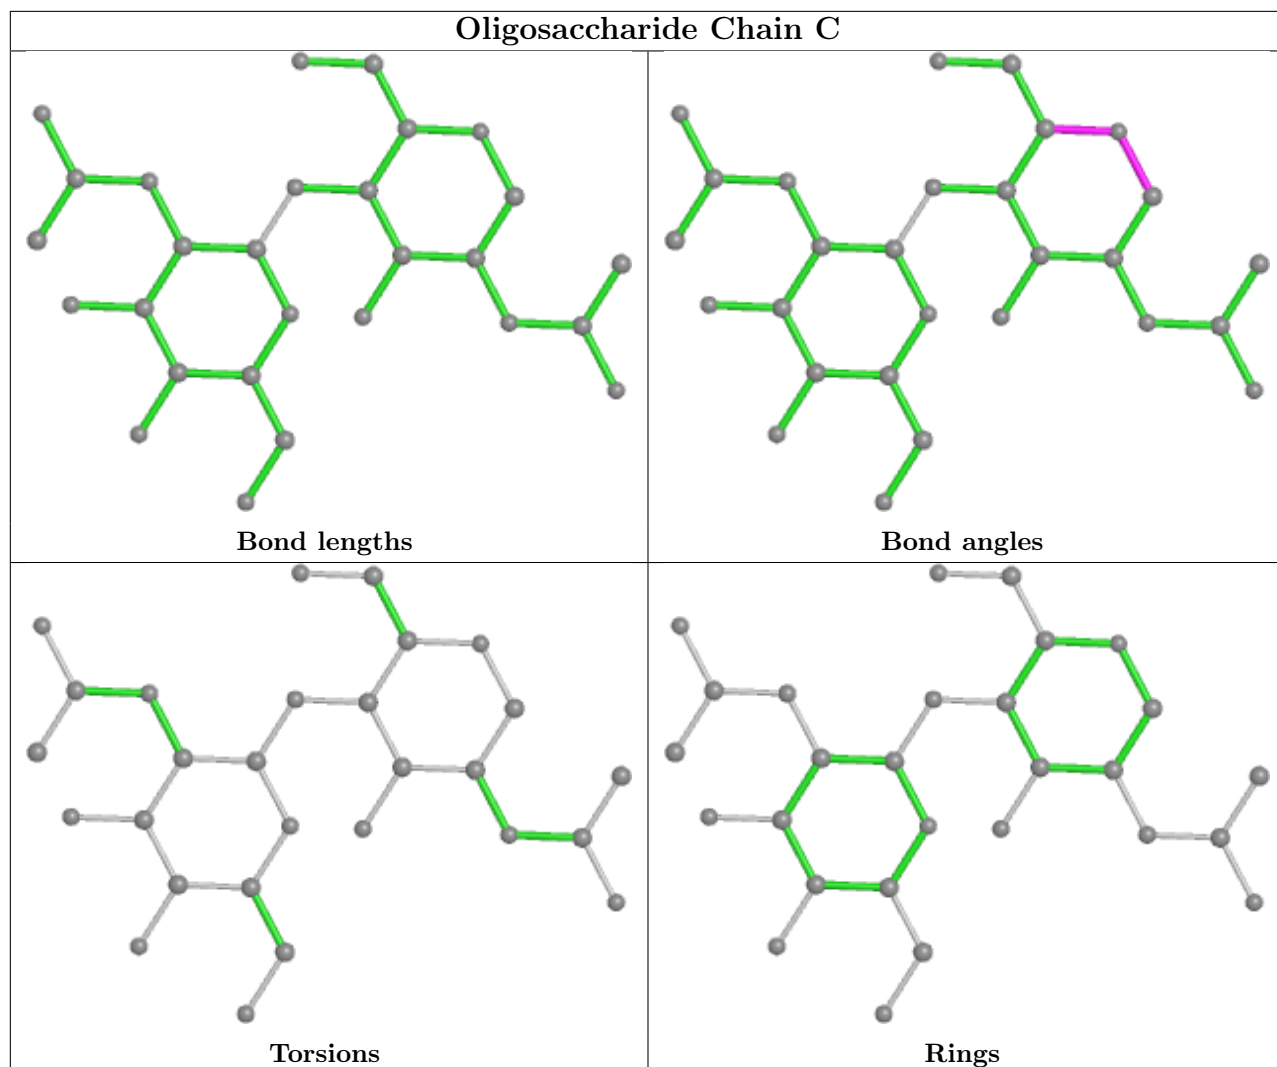 Oligosaccharide Chain C
Bond lengths
Bond angles
Torsions
Rings